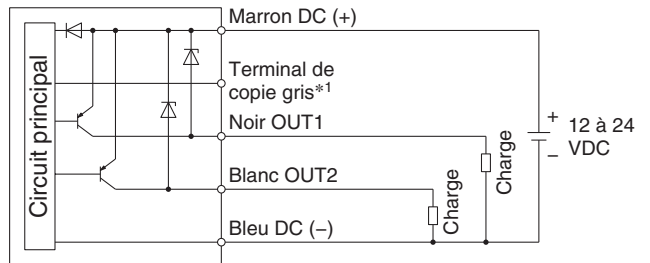 Circuit principal
Marron DC (+)
Terminal de
copie gris*1
Noir OUT1
Blanc OUT2
Bleu DC (−)
Charge
Charge
+
−
12 à 24
VDC